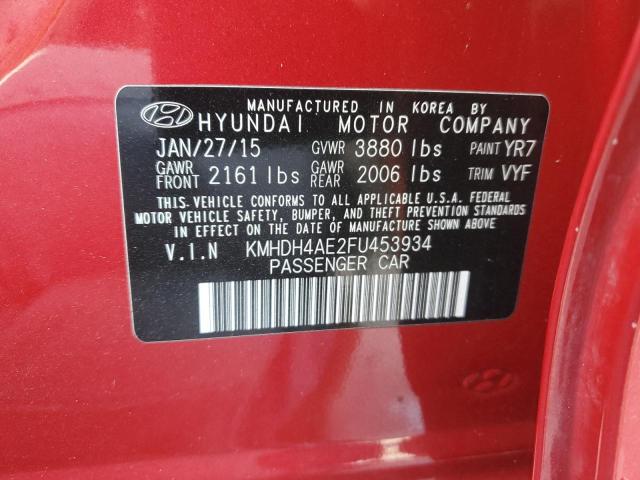 MANUFACTURED IN KOREA BY
HYUNDAI MOTOR COMPANY
JAN/27/15 GVWR 3880 lbs PAINT YR7
GAWR FRONT 2161 lbs GAWR REAR 2006 lbs TRIM VYF
THIS VEHICLE CONFORMS TO ALL APPLICABLE U.S.A. FEDERAL
MOTOR VEHICLE SAFETY, BUMPER, AND THEFT PREVENTION STANDARDS
IN EFFECT ON THE DATE OF MANUFACTURE SHOWN ABOVE.
V.I.N KMHDH4AE2FU453934
PASSENGER CAR